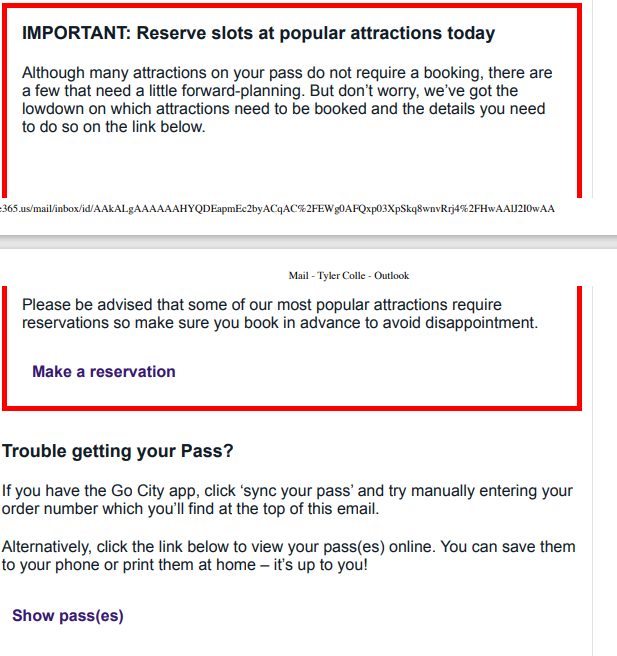 IMPORTANT: Reserve slots at popular attractions today
Although many attractions on your pass do not require a booking, there are
a few that need a little forward-planning. But don’t worry, we’ve got the
lowdown on which attractions need to be booked and the details you need
to do so on the link below.
e365.us/mail/inbox/id/AAkALgAAAAAAHYQDEapmEc2byACqAC%2FEWg0AFQxp03XpSkq8wnvRrj4%2FHwAAlJ2I0wAA
Mail - Tyler Colle - Outlook
Please be advised that some of our most popular attractions require
reservations so make sure you book in advance to avoid disappointment.
Make a reservation
Trouble getting your Pass?
If you have the Go City app, click ‘sync your pass’ and try manually entering your
order number which you’ll find at the top of this email.
Alternatively, click the link below to view your pass(es) online. You can save them
to your phone or print them at home – it’s up to you!
Show pass(es)